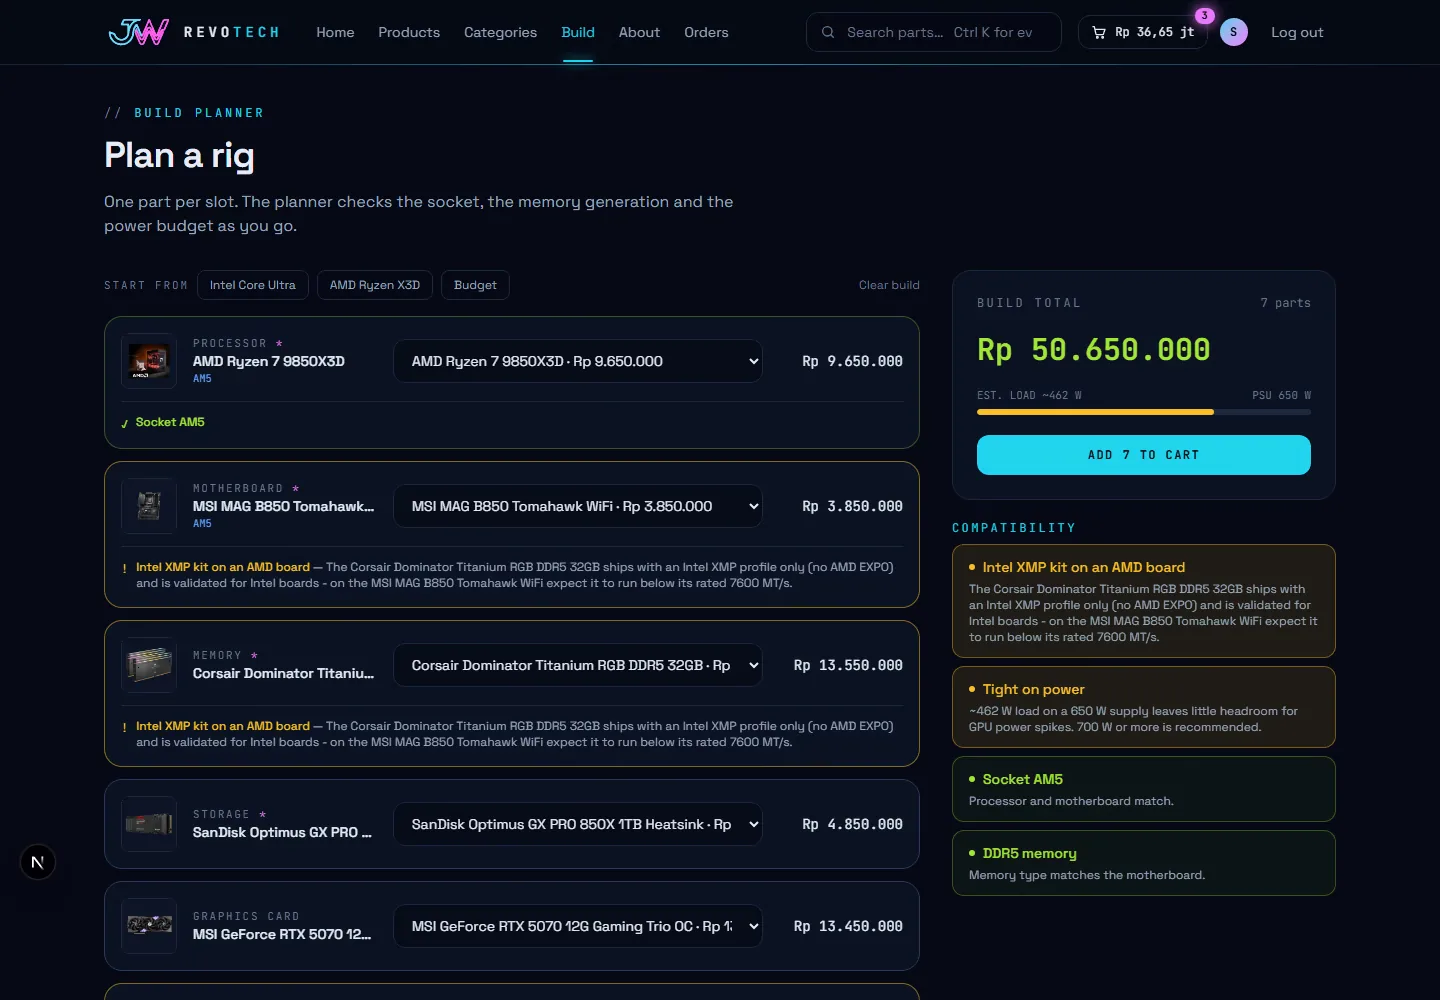 JW REVOTECH Home Products Categories Build About Orders Search parts... Ctrl K for ev Rp 36,65 jt 3 S Log out
// BUILD PLANNER
Plan a rig
One part per slot. The planner checks the socket, the memory generation and the
power budget as you go.
START FROM Intel Core Ultra AMD Ryzen X3D Budget Clear build
PROCESSOR *
AMD Ryzen 7 9850X3D
AM5
AMD Ryzen 7 9850X3D · Rp 9.650.000
Rp 9.650.000
✓ Socket AM5
MOTHERBOARD *
MSI MAG B850 Tomahawk...
AM5
MSI MAG B850 Tomahawk WiFi · Rp 3.850.000
Rp 3.850.000
! Intel XMP kit on an AMD board — The Corsair Dominator Titanium RGB DDR5 32GB ships with an Intel XMP profile only (no AMD EXPO)
and is validated for Intel boards - on the MSI MAG B850 Tomahawk WiFi expect it to run below its rated 7600 MT/s.
MEMORY *
Corsair Dominator Titaniu...
Corsair Dominator Titanium RGB DDR5 32GB · Rp
Rp 13.550.000
! Intel XMP kit on an AMD board — The Corsair Dominator Titanium RGB DDR5 32GB ships with an Intel XMP profile only (no AMD EXPO)
and is validated for Intel boards - on the MSI MAG B850 Tomahawk WiFi expect it to run below its rated 7600 MT/s.
STORAGE *
SanDisk Optimus GX PRO ...
SanDisk Optimus GX PRO 850X 1TB Heatsink · Rp
Rp 4.850.000
GRAPHICS CARD
MSI GeForce RTX 5070 12...
MSI GeForce RTX 5070 12G Gaming Trio OC · Rp 1
Rp 13.450.000
N
BUILD TOTAL 7 parts
Rp 50.650.000
EST. LOAD ~462 W PSU 650 W
ADD 7 TO CART
COMPATIBILITY
Intel XMP kit on an AMD board
The Corsair Dominator Titanium RGB DDR5 32GB ships with
an Intel XMP profile only (no AMD EXPO) and is validated for
Intel boards - on the MSI MAG B850 Tomahawk WiFi expect it
to run below its rated 7600 MT/s.
Tight on power
~462 W load on a 650 W supply leaves little headroom for
GPU power spikes. 700 W or more is recommended.
Socket AM5
Processor and motherboard match.
DDR5 memory
Memory type matches the motherboard.